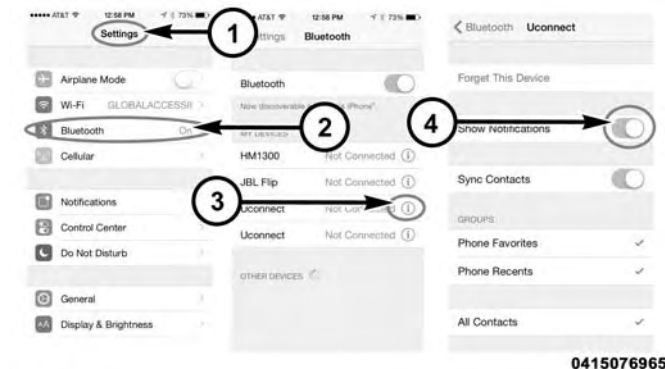 AT&T 12:58 PM 73%
Settings
1
Airplane Mode
Wi-Fi GLOBALACCESSII
Bluetooth On
2
Cellular
Notifications
Control Center
Do Not Disturb
General
Display & Brightness
AT&T 12:58 PM 73%
ttings Bluetooth
Bluetooth
Now discoverable iPhone".
MY DEVICES
HM1300 Not Connected
JBL Flip Not Connected
3
Uconnect Not Connected
Uconnect Not Connected
OTHER DEVICES
Bluetooth Uconnect
Forget This Device
4
Show Notifications
Sync Contacts
GROUPS
Phone Favorites
Phone Recents
All Contacts
0415076965